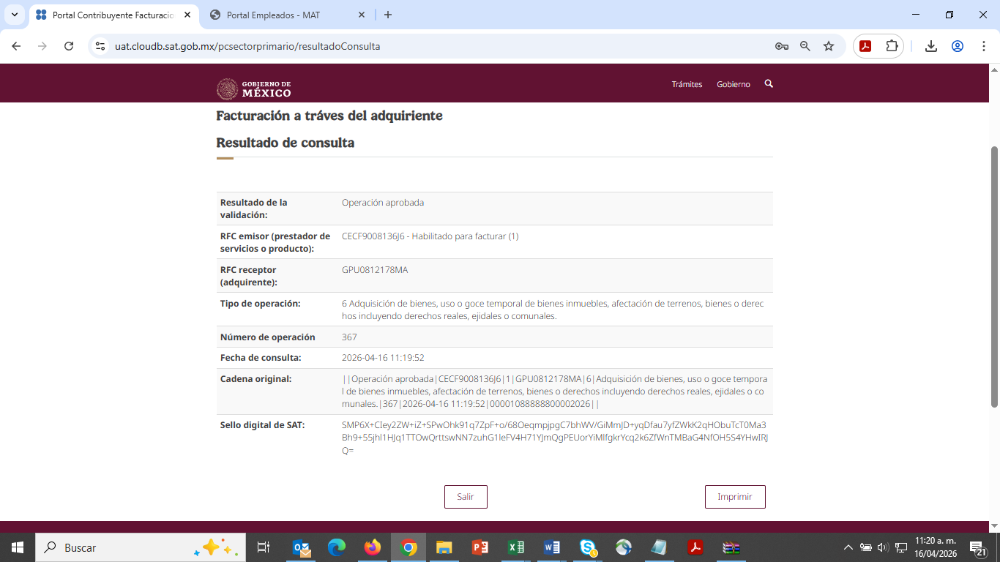 Portal Contribuyente Facturacio
Portal Empleados - MAT
uat.cloudb.sat.gob.mx/pcsectorprimario/resultadoConsulta
GOBIERNO DE
MÉXICO
Trámites
Gobierno
Facturación a tráves del adquiriente
Resultado de consulta
Resultado de la
validación:
Operación aprobada
RFC emisor (prestador de
servicios o producto):
CECF9008136J6 - Habilitado para facturar (1)
RFC receptor
(adquirente):
GPU0812178MA
Tipo de operación:
6 Adquisición de bienes, uso o goce temporal de bienes inmuebles, afectación de terrenos, bienes o derec
hos incluyendo derechos reales, ejidales o comunales.
Número de operación
367
Fecha de consulta:
2026-04-16 11:19:52
Cadena original:
||Operación aprobada|CECF9008136J6|1|GPU0812178MA|6|Adquisición de bienes, uso o goce tempora
l de bienes inmuebles, afectación de terrenos, bienes o derechos incluyendo derechos reales, ejidales o co
munales.|367|2026-04-16 11:19:52|00001088888800002026||
Sello digital de SAT:
SMP6X+CIey2ZW+iZ+SPwOhk91q7ZpF+o/68OeqmpjpgC7bhWV/GiMmJD+yqDfau7yfZWkK2qHObuTcT0Ma3
Bh9+55jhl1HJq1TTOwQrttswNN7zuhG1leFV4H71YJmQgPEUorYiMlfgkrYcq2k6ZfWnTMBaG4NfOH5S4YHwIRJ
Q=
Salir
Imprimir
Buscar
11:20 a. m.
16/04/2026
21